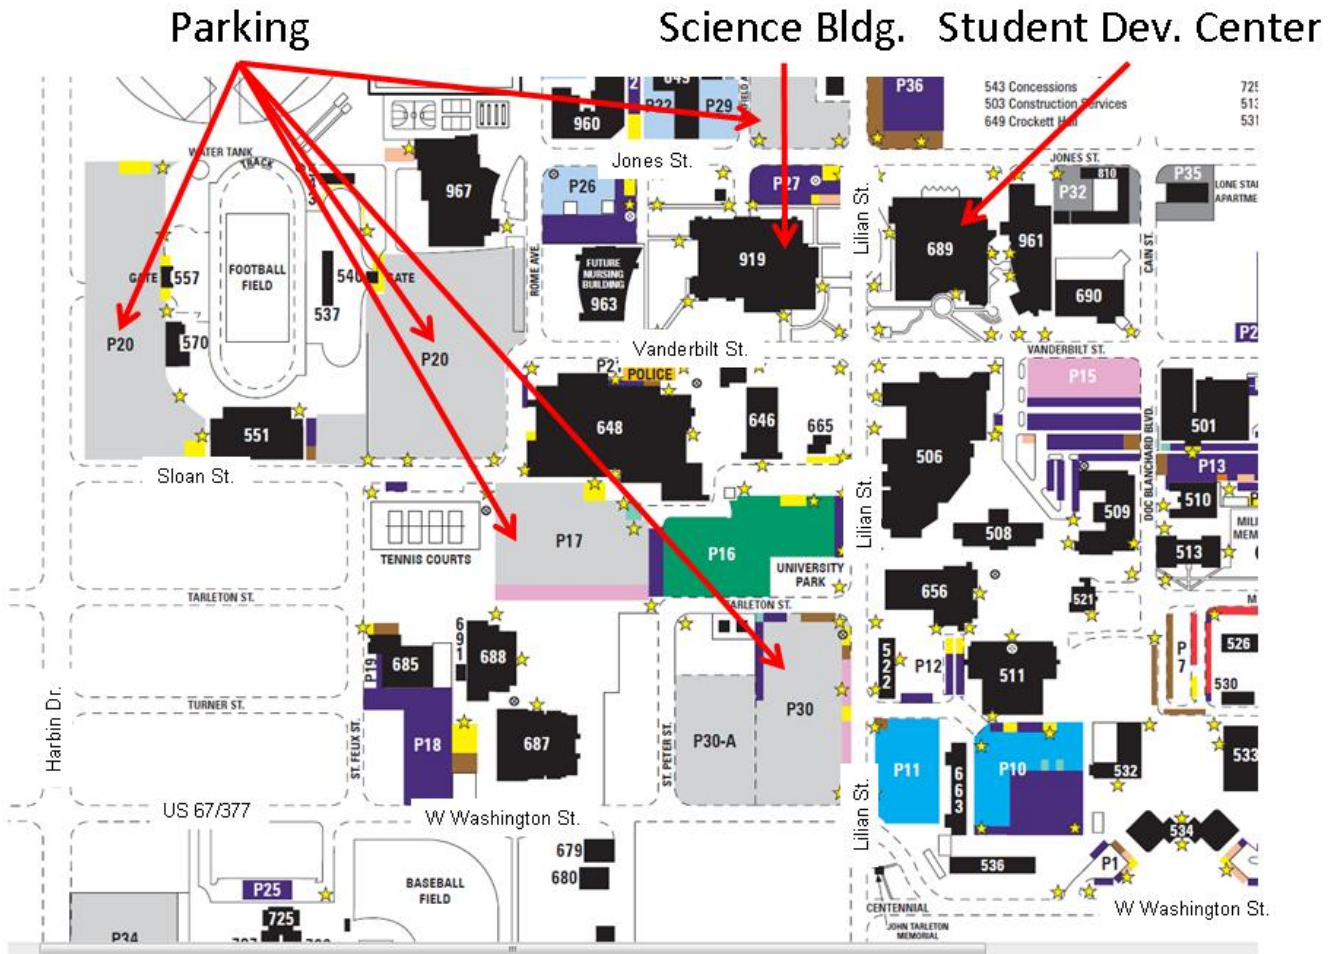 Parking
Science Bldg.
Student Dev. Center
960
P22
P29
P36
543 Concessions
503 Construction Services
649 Crockett Hall
WATER TANK
TRACK
967
Jones St.
JONES ST.
P26
P27
Lilian St.
P32
810
P35
GATE
557
FOOTBALL
FIELD
540
GATE
537
570
P20
P20
ROME AVE.
FUTURE
NURSING
BUILDING
963
919
689
961
690
CAIN ST.
Vanderbilt St.
VANDERBILT ST.
POLICE
P15
551
648
646
665
506
501
P13
DOC BLANCHARD BLVD.
Sloan St.
Lilian St.
510
509
508
513
TENNIS COURTS
P17
P16
UNIVERSITY
PARK
TARLETON ST.
656
521
691
685
688
P19
522
P12
511
P
7
526
530
TURNER ST.
Harbin Dr.
ST. FELIX ST.
P18
687
ST. PETER ST.
P30-A
P30
P11
663
P10
532
533
US 67/377
W Washington St.
Lilian St.
534
679
680
536
P1
P25
BASEBALL
FIELD
725
CENTENNIAL
W Washington St.
JOHN TARLETON
MEMORIAL
P34